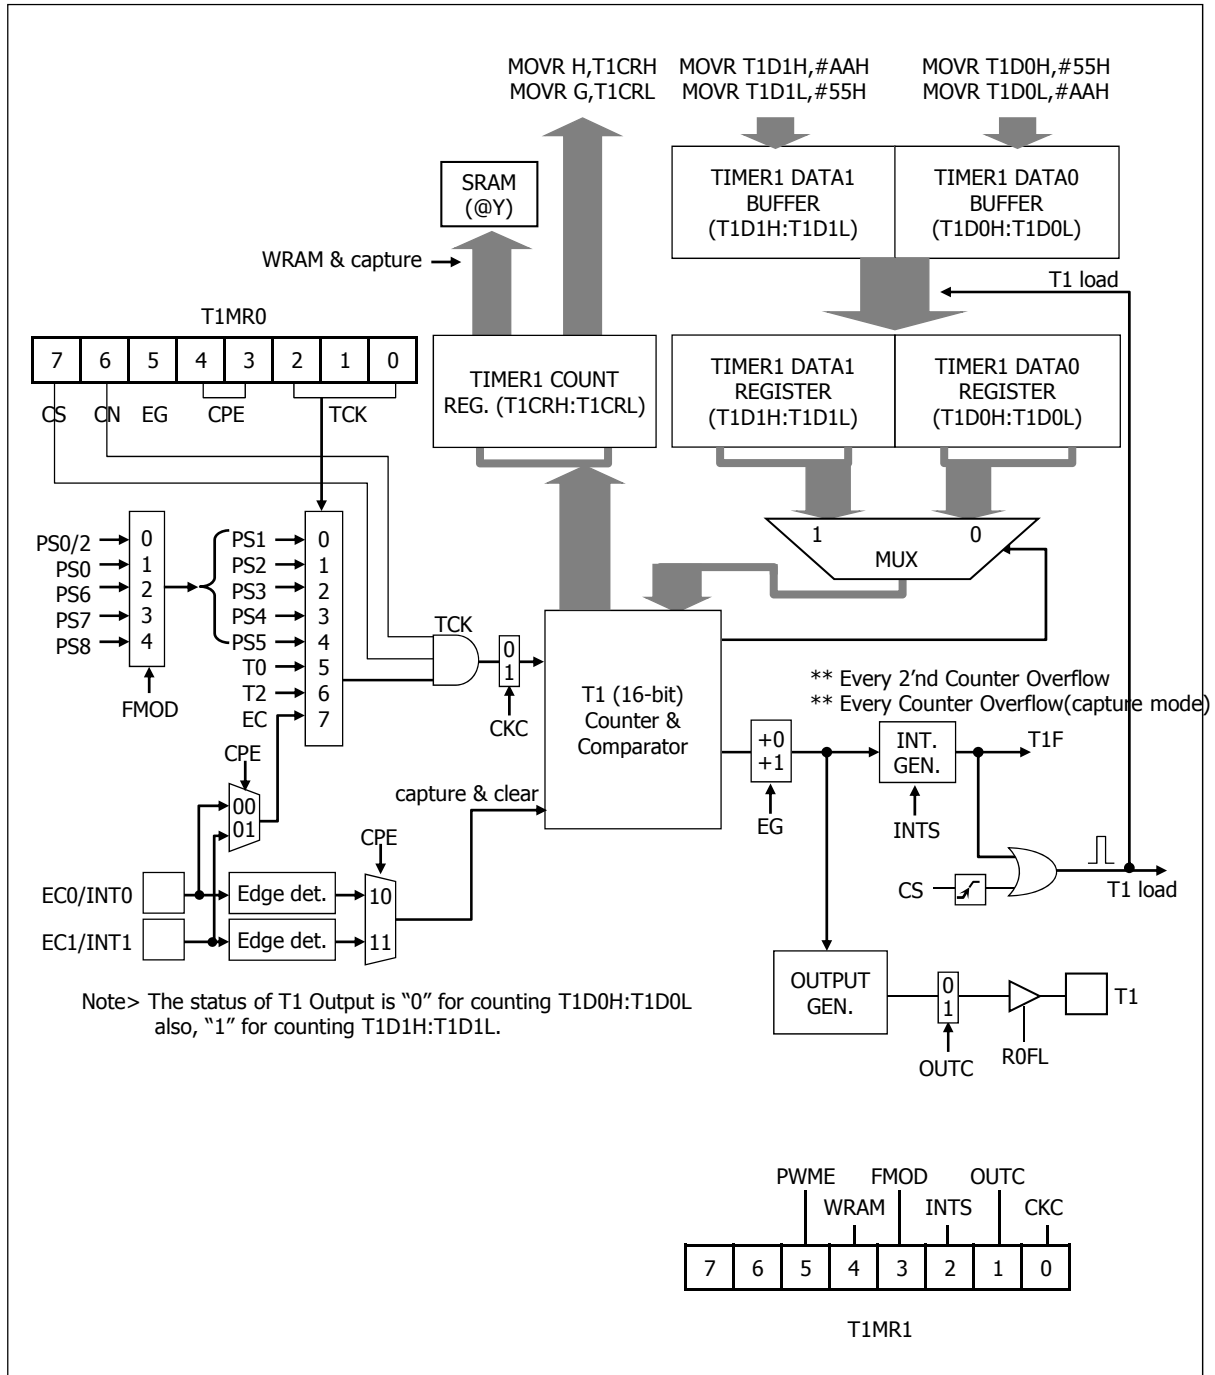 MOVR H,T1CRH
MOVR G,T1CRL
MOVR T1D1H,#AAH
MOVR T1D1L,#55H
MOVR T1D0H,#55H
MOVR T1D0L,#AAH
SRAM
(@Y)
TIMER1 DATA1
BUFFER
(T1D1H:T1D1L)
TIMER1 DATA0
BUFFER
(T1D0H:T1D0L)
WRAM & capture
T1 load
T1MR0
7 6 5 4 3 2 1 0
CS CN EG CPE TCK
TIMER1 COUNT
REG. (T1CRH:T1CRL)
TIMER1 DATA1
REGISTER
(T1D1H:T1D1L)
TIMER1 DATA0
REGISTER
(T1D0H:T1D0L)
1 0
MUX
PS0/2 0
PS0 1
PS6 2
PS7 3
PS8 4
FMOD
PS1 0
PS2 1
PS3 2
PS4 3
PS5 4
T0 5
T2 6
EC 7
TCK
0
1
CKC
T1 (16-bit)
Counter &
Comparator
** Every 2'nd Counter Overflow
** Every Counter Overflow(capture mode)
+0
+1
EG
INT.
GEN.
T1F
INTS
CPE
00
01
capture & clear
CPE
EC0/INT0
Edge det.
10
EC1/INT1
Edge det.
11
CS
T1 load
Note> The status of T1 Output is “0” for counting T1D0H:T1D0L
also, “1” for counting T1D1H:T1D1L.
OUTPUT
GEN.
0
1
OUTC
R0FL
T1
PWME FMOD OUTC
WRAM INTS CKC
7 6 5 4 3 2 1 0
T1MR1